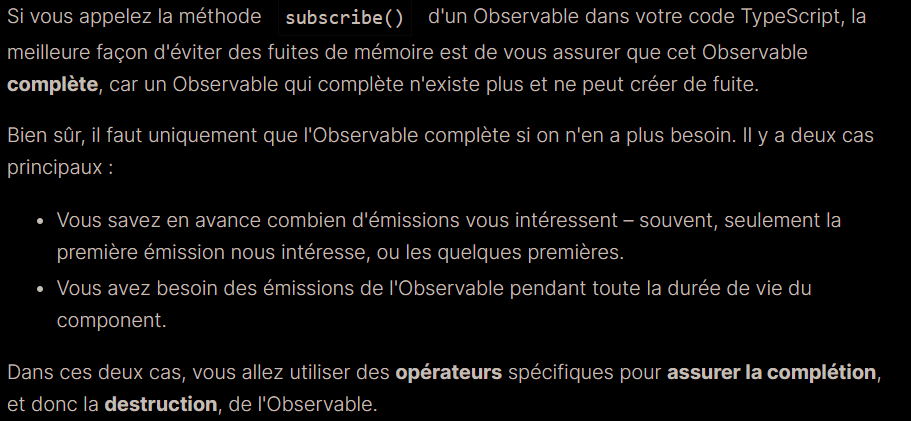 Si vous appelez la méthode subscribe() d'un Observable dans votre code TypeScript, la
meilleure façon d'éviter des fuites de mémoire est de vous assurer que cet Observable
complète, car un Observable qui complète n'existe plus et ne peut créer de fuite.
Bien sûr, il faut uniquement que l'Observable complète si on n'en a plus besoin. Il y a deux cas
principaux :
• Vous savez en avance combien d'émissions vous intéressent – souvent, seulement la
première émission nous intéresse, ou les quelques premières.
• Vous avez besoin des émissions de l'Observable pendant toute la durée de vie du
component.
Dans ces deux cas, vous allez utiliser des opérateurs spécifiques pour assurer la complétion,
et donc la destruction, de l'Observable.